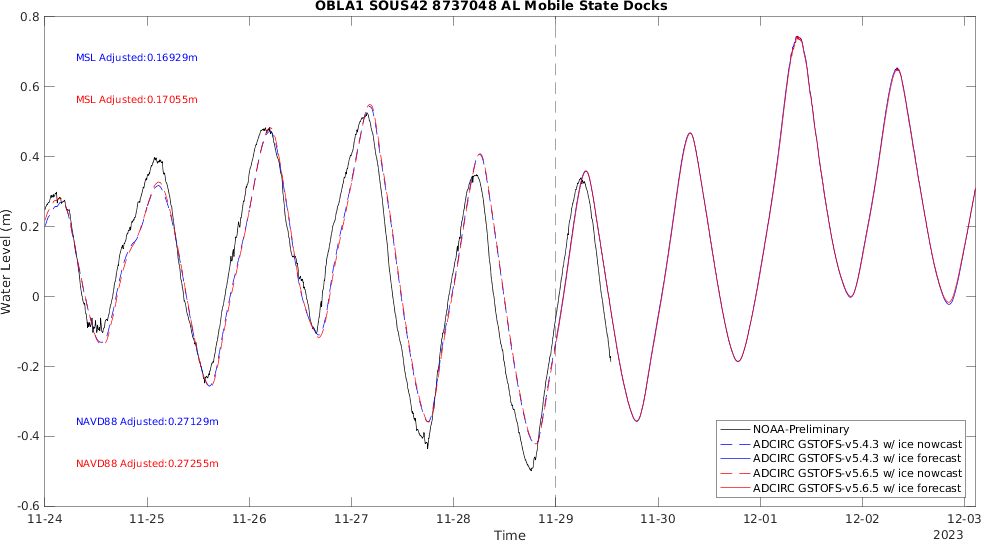 OBLA1 SOUS42 8737048 AL Mobile State Docks
0.8
0.6
0.4
0.2
0
-0.2
-0.4
-0.6
Water Level (m)
MSL Adjusted:0.16929m
MSL Adjusted:0.17055m
NAVD88 Adjusted:0.27129m
NAVD88 Adjusted:0.27255m
NOAA-Preliminary
ADCIRC GSTOFS-v5.4.3 w/ ice nowcast
ADCIRC GSTOFS-v5.4.3 w/ ice forecast
ADCIRC GSTOFS-v5.6.5 w/ ice nowcast
ADCIRC GSTOFS-v5.6.5 w/ ice forecast
11-24 11-25 11-26 11-27 11-28 11-29 11-30 12-01 12-02 12-03
Time
2023